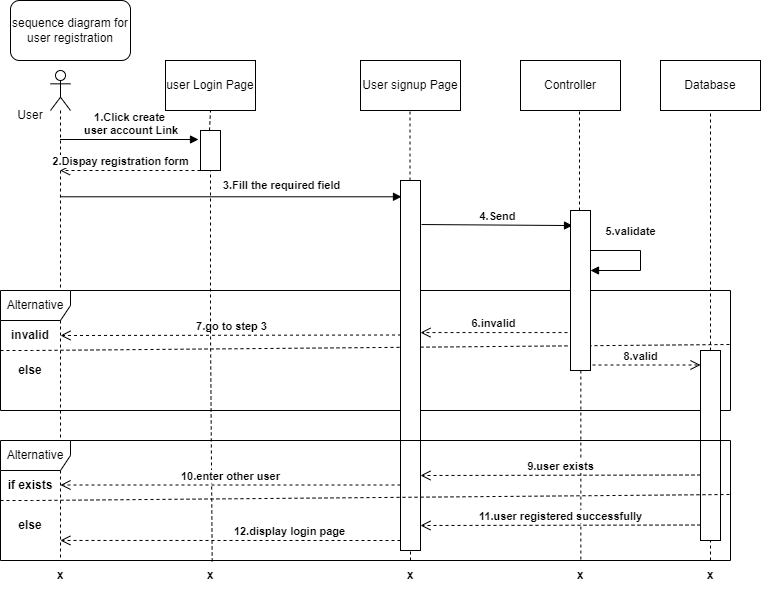 sequence diagram for
user registration
user Login Page
User signup Page
Controller
Database
User
1.Click create
user account Link
2.Dispay registration form
3.Fill the required field
4.Send
5.validate
Alternative
invalid
7.go to step 3
6.invalid
8.valid
else
Alternative
if exists
10.enter other user
9.user exists
11.user registered successfully
else
12.display login page
x
x
x
x
x